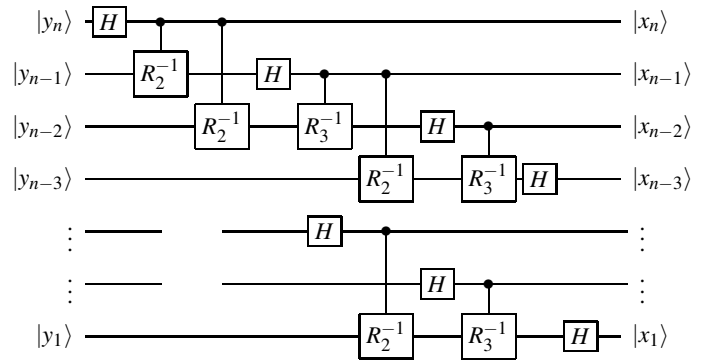 |y_n⟩ H |x_n⟩
|y_{n−1}⟩ R_2^{−1} H |x_{n−1}⟩
|y_{n−2}⟩ R_2^{−1} R_3^{−1} H |x_{n−2}⟩
|y_{n−3}⟩ R_2^{−1} R_3^{−1} H |x_{n−3}⟩
⋮ H ⋮
⋮ H ⋮
|y_1⟩ R_2^{−1} R_3^{−1} H |x_1⟩